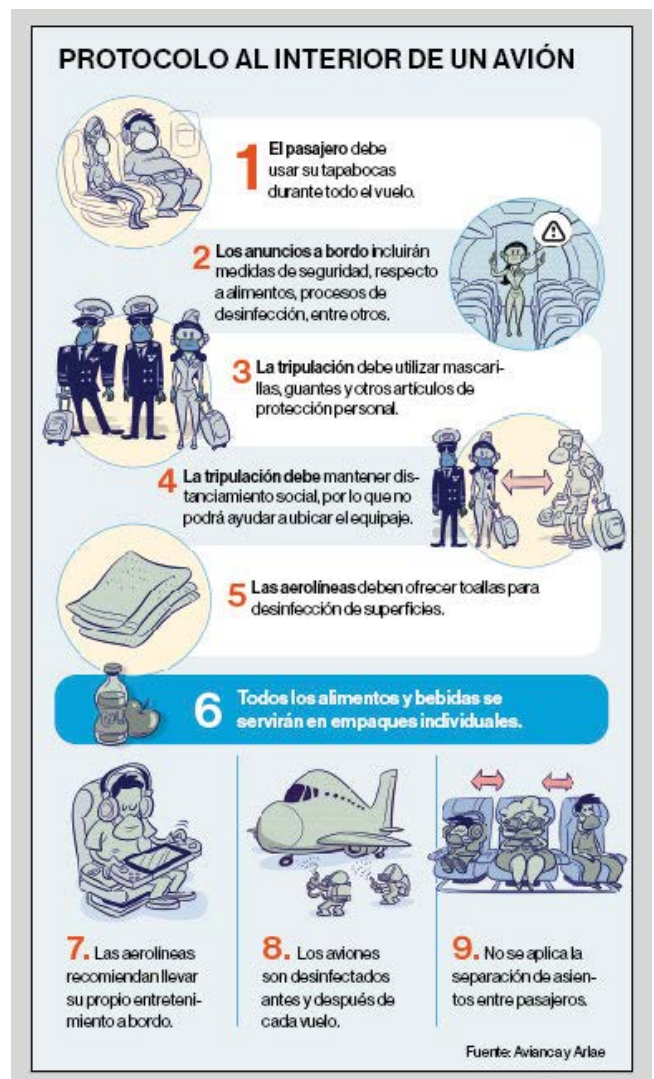 PROTOCOLO AL INTERIOR DE UN AVIÓN
1 El pasajero debe
usar su tapabocas
durante todo el vuelo.
2 Los anuncios a bordo incluirán
medidas de seguridad, respecto
a alimentos, procesos de
desinfección, entre otros.
3 La tripulación debe utilizar mascari-
llas, guantes y otros artículos de
protección personal.
4 La tripulación debe mantener dis-
tanciamiento social, por lo que no
podrá ayudar a ubicar el equipaje.
5 Las aerolíneas deben ofrecer toallas para
desinfección de superficies.
6 Todos los alimentos y bebidas se
servirán en empaques individuales.
7. Las aerolíneas
recomiendan llevar
su propio entreteni-
miento a bordo.
8. Los aviones
son desinfectados
antes y después de
cada vuelo.
9. No se aplica la
separación de asien-
tos entre pasajeros.
Fuente: Avianca y Arlae